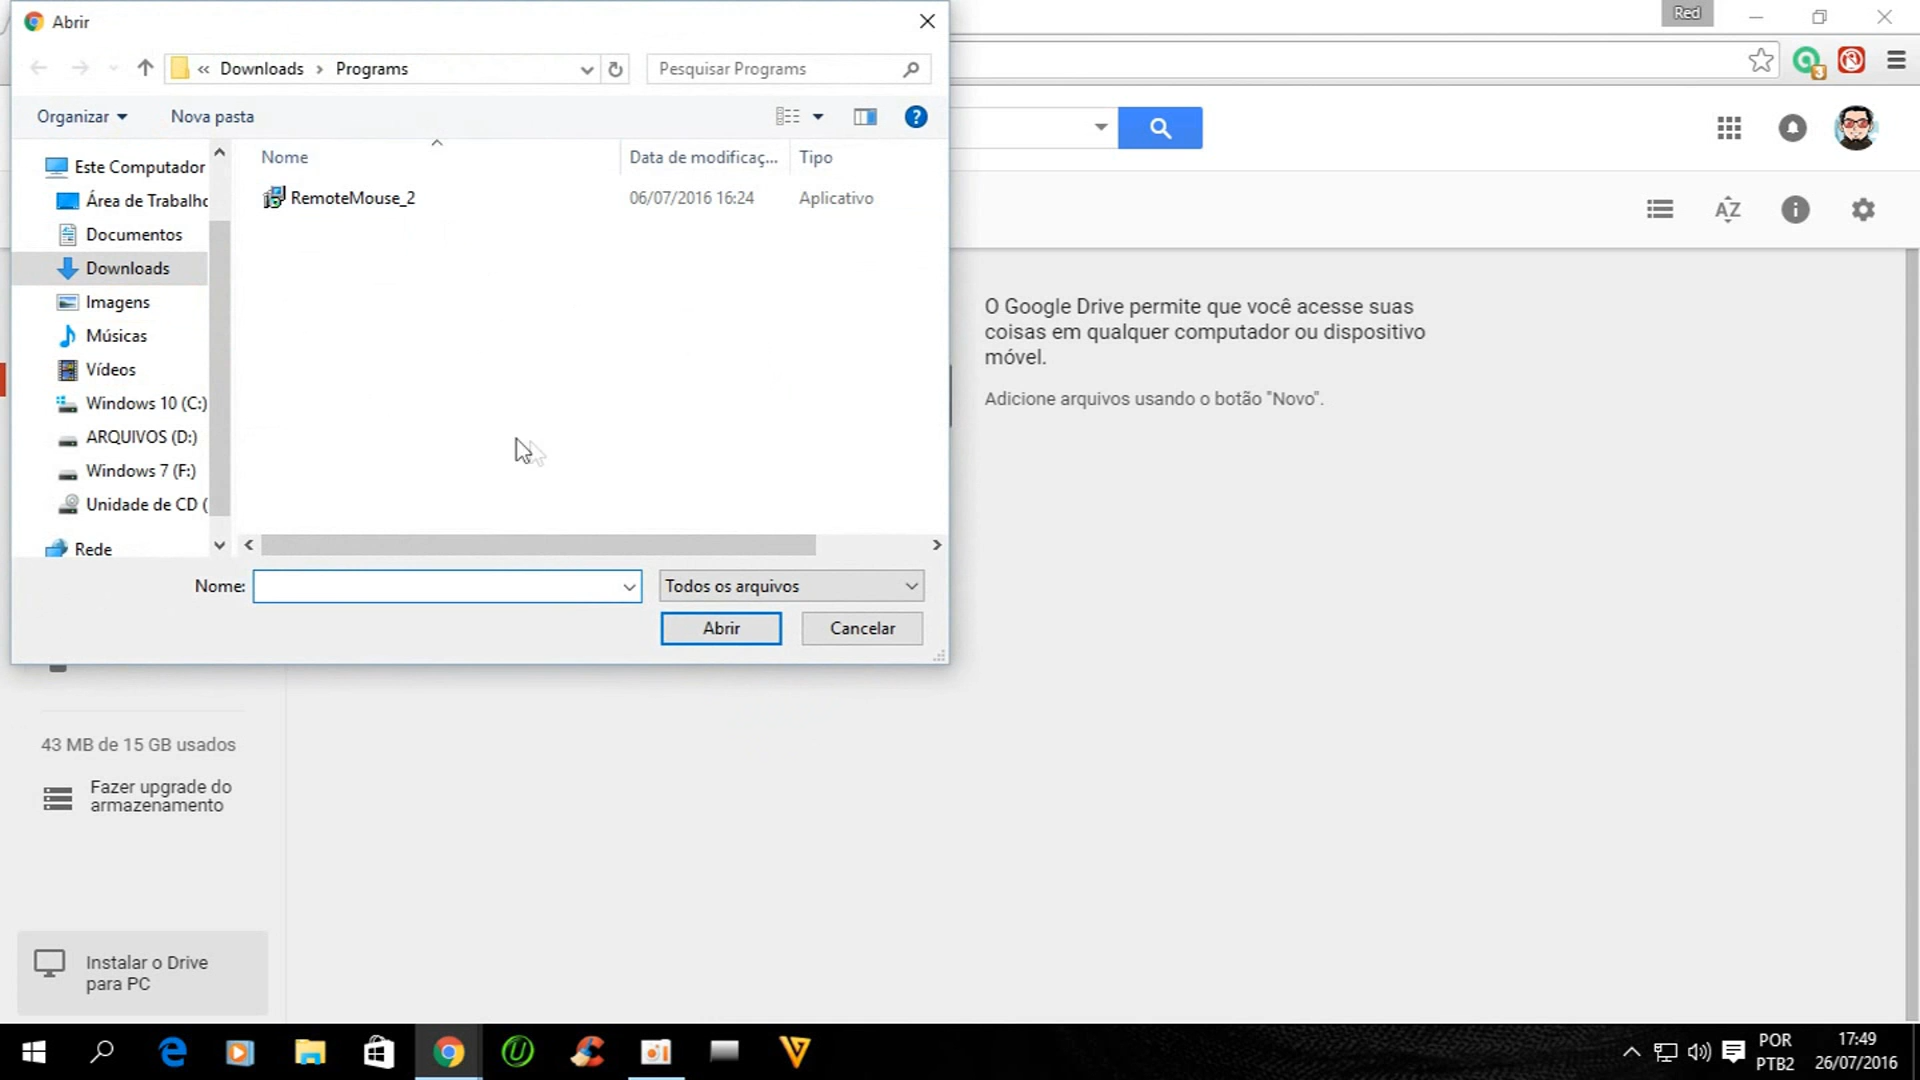 Abrir
Red
« Downloads › Programs
Pesquisar Programs
Organizar
Nova pasta
Nome
Data de modificaç...
Tipo
RemoteMouse_2
06/07/2016 16:24
Aplicativo
Este Computador
Área de Trabalho
Documentos
Downloads
Imagens
Músicas
Vídeos
Windows 10 (C:)
ARQUIVOS (D:)
Windows 7 (F:)
Unidade de CD (
Rede
Nome:
Todos os arquivos
Abrir
Cancelar
AZ
3
O Google Drive permite que você acesse suas
coisas em qualquer computador ou dispositivo
móvel.
Adicione arquivos usando o botão "Novo".
43 MB de 15 GB usados
Fazer upgrade do
armazenamento
Instalar o Drive
para PC
POR
PTB2
17:49
26/07/2016